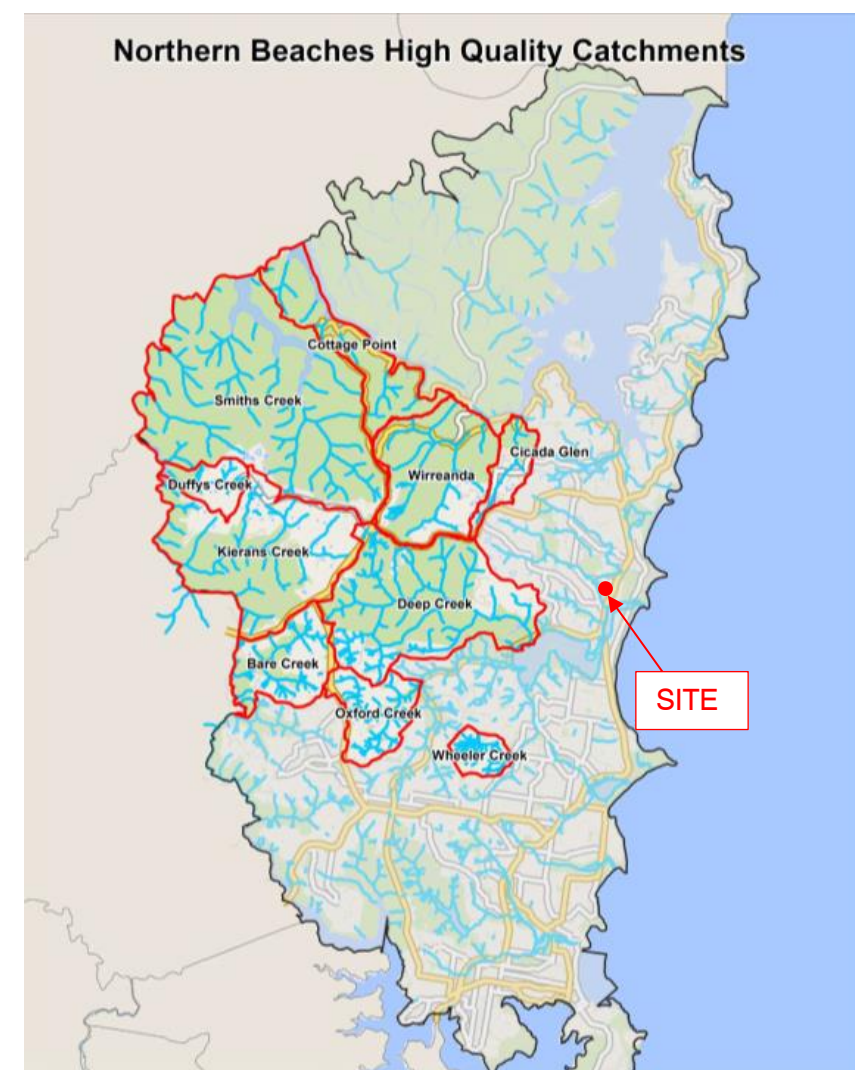 Northern Beaches High Quality Catchments
Cottage Point
Smiths Creek
Cicada Glen
Wirreanda
Duffys Creek
Kierans Creek
Deep Creek
Bare Creek
SITE
Oxford Creek
Wheeler Creek